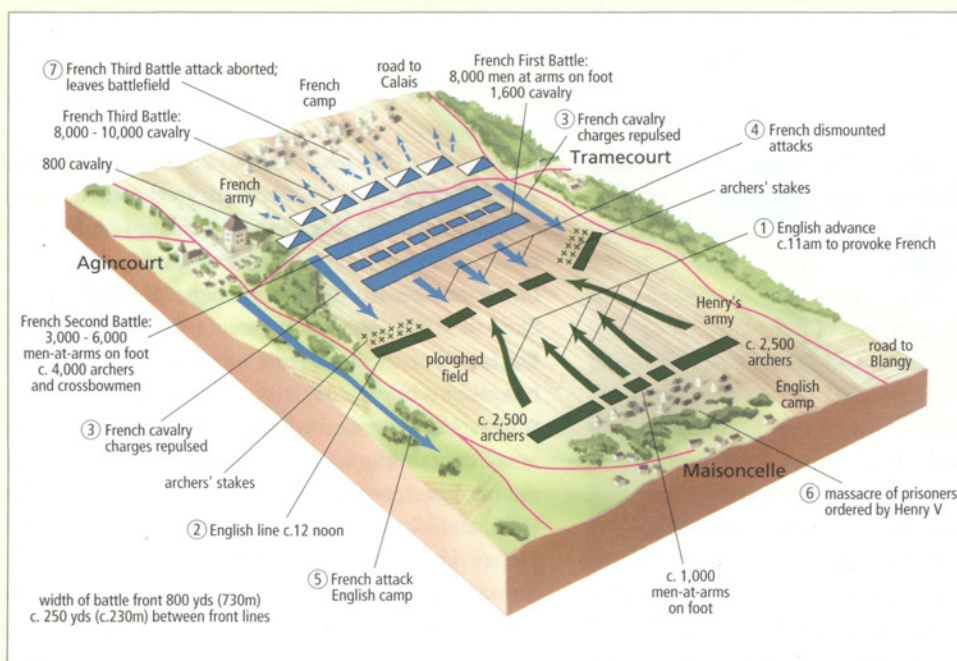 ⑦ French Third Battle attack aborted;
leaves battlefield
French
camp
road to
Calais
French First Battle:
8,000 men at arms on foot
1,600 cavalry
French Third Battle:
8,000 - 10,000 cavalry
③ French cavalry
charges repulsed
④ French dismounted
attacks
800 cavalry
French
army
Tramecourt
archers' stakes
① English advance
c.11am to provoke French
Agincourt
Henry's
army
French Second Battle:
3,000 - 6,000
men-at-arms on foot
c. 4,000 archers
and crossbowmen
ploughed
field
c. 2,500
archers
road to
Blangy
English
camp
③ French cavalry
charges repulsed
c. 2,500
archers
archers' stakes
Maisoncelle
⑥ massacre of prisoners
ordered by Henry V
② English line c.12 noon
⑤ French attack
English camp
c. 1,000
men-at-arms
on foot
width of battle front 800 yds (730m)
c. 250 yds (c.230m) between front lines